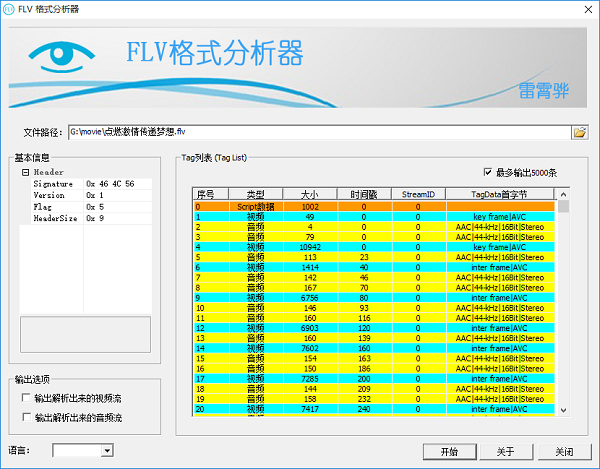 FLV 格式分析器
FLV格式分析器
雷霄骅
文件路径： G:\movie\点燃激情传递梦想.flv
基本信息
Header
Signature 0x 46 4C 56
Version 0x 1
Flag 0x 5
HeaderSize 0x 9
输出选项
输出解析出来的视频流
输出解析出来的音频流
语言：
Tag列表 (Tag List)
最多输出5000条
序号 类型 大小 时间戳 StreamID TagData首字节
0 Script数据 1002 0 0
1 视频 49 0 0 key frame|AVC
2 音频 4 0 0 AAC|44-kHz|16Bit|Stereo
3 音频 79 0 0 AAC|44-kHz|16Bit|Stereo
4 视频 10942 0 0 key frame|AVC
5 音频 113 23 0 AAC|44-kHz|16Bit|Stereo
6 视频 1414 40 0 inter frame|AVC
7 音频 142 46 0 AAC|44-kHz|16Bit|Stereo
8 音频 167 70 0 AAC|44-kHz|16Bit|Stereo
9 视频 6756 80 0 inter frame|AVC
10 音频 146 93 0 AAC|44-kHz|16Bit|Stereo
11 音频 160 116 0 AAC|44-kHz|16Bit|Stereo
12 视频 6903 120 0 inter frame|AVC
13 音频 160 139 0 AAC|44-kHz|16Bit|Stereo
14 视频 7602 160 0 inter frame|AVC
15 音频 154 163 0 AAC|44-kHz|16Bit|Stereo
16 音频 150 186 0 AAC|44-kHz|16Bit|Stereo
17 视频 7285 200 0 inter frame|AVC
18 音频 144 209 0 AAC|44-kHz|16Bit|Stereo
19 音频 158 232 0 AAC|44-kHz|16Bit|Stereo
20 视频 7417 240 0 inter frame|AVC
开始 关于 关闭